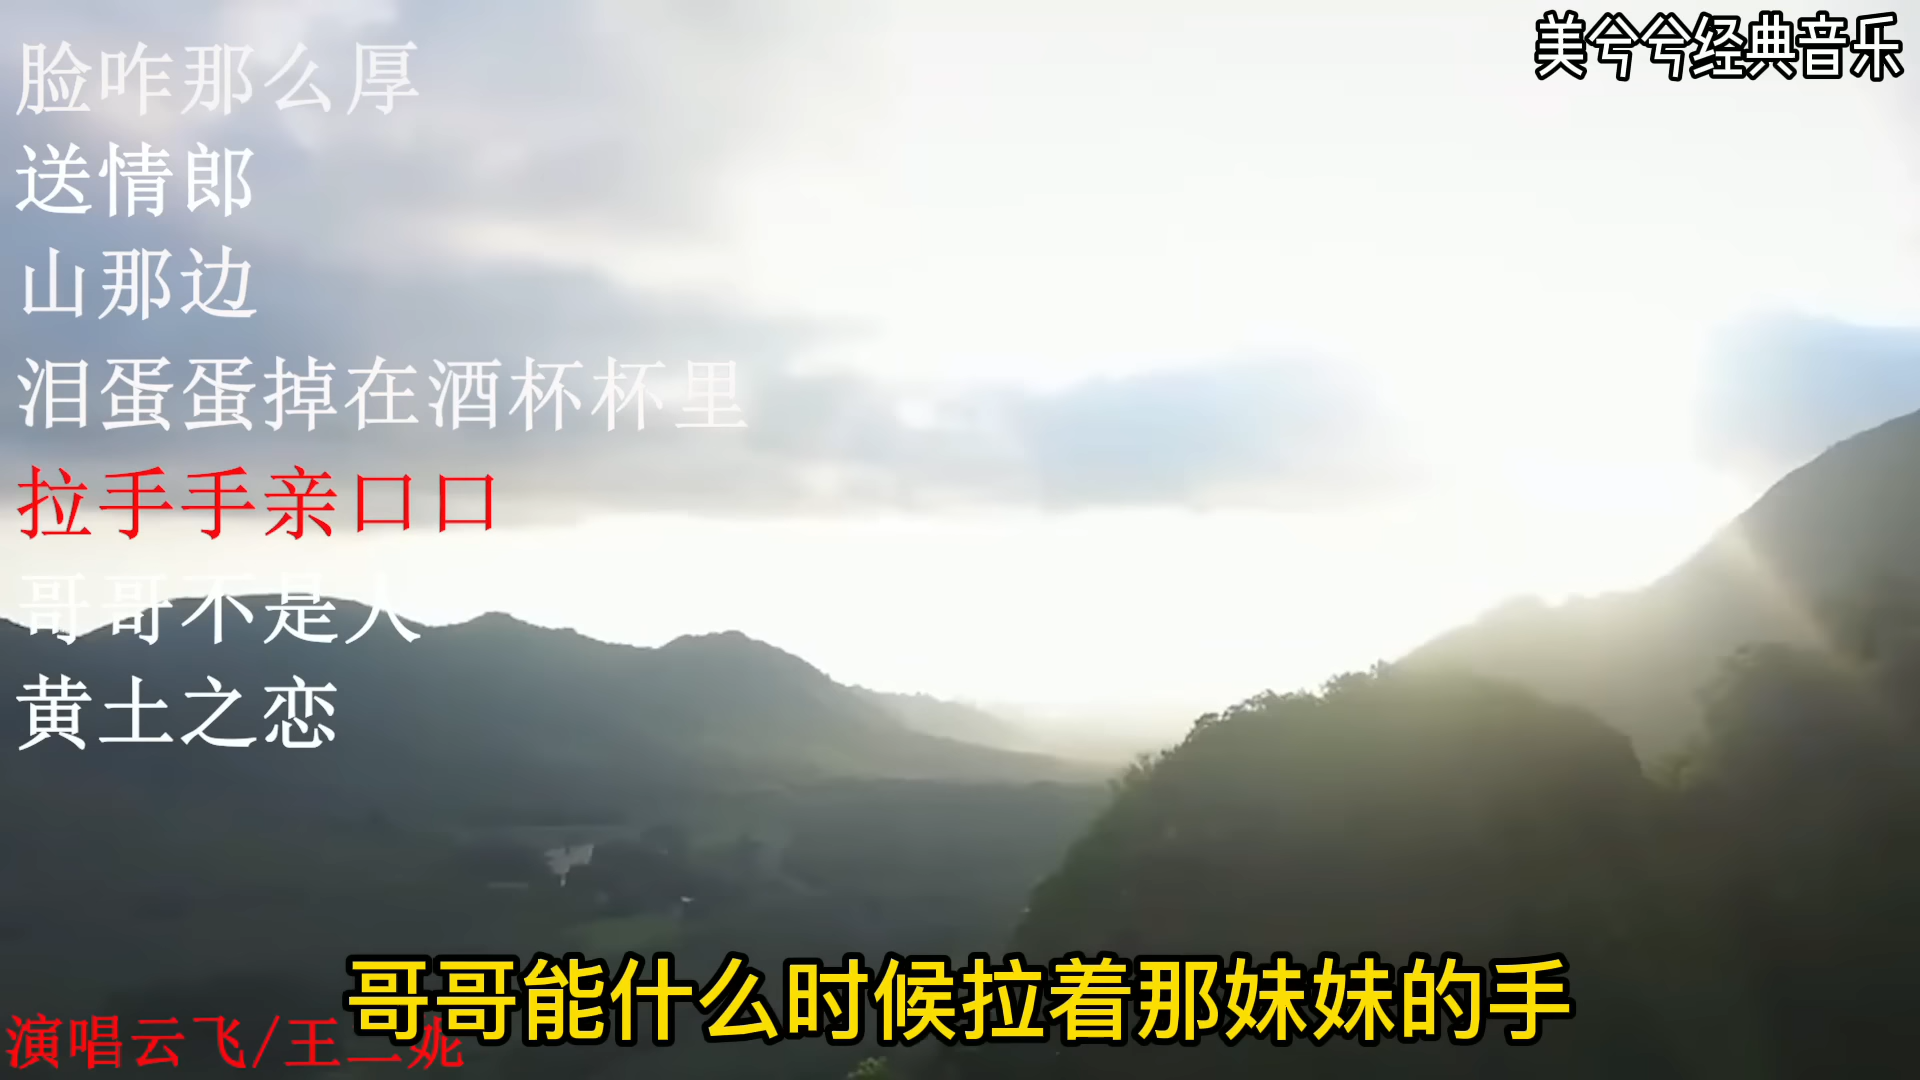 美兮兮经典音乐
脸咋那么厚
送情郎
山那边
泪蛋蛋掉在酒杯杯里
拉手手亲口口
哥哥不是人
黄土之恋
哥哥能什么时候拉着那妹妹的手
演唱云飞/王二妮